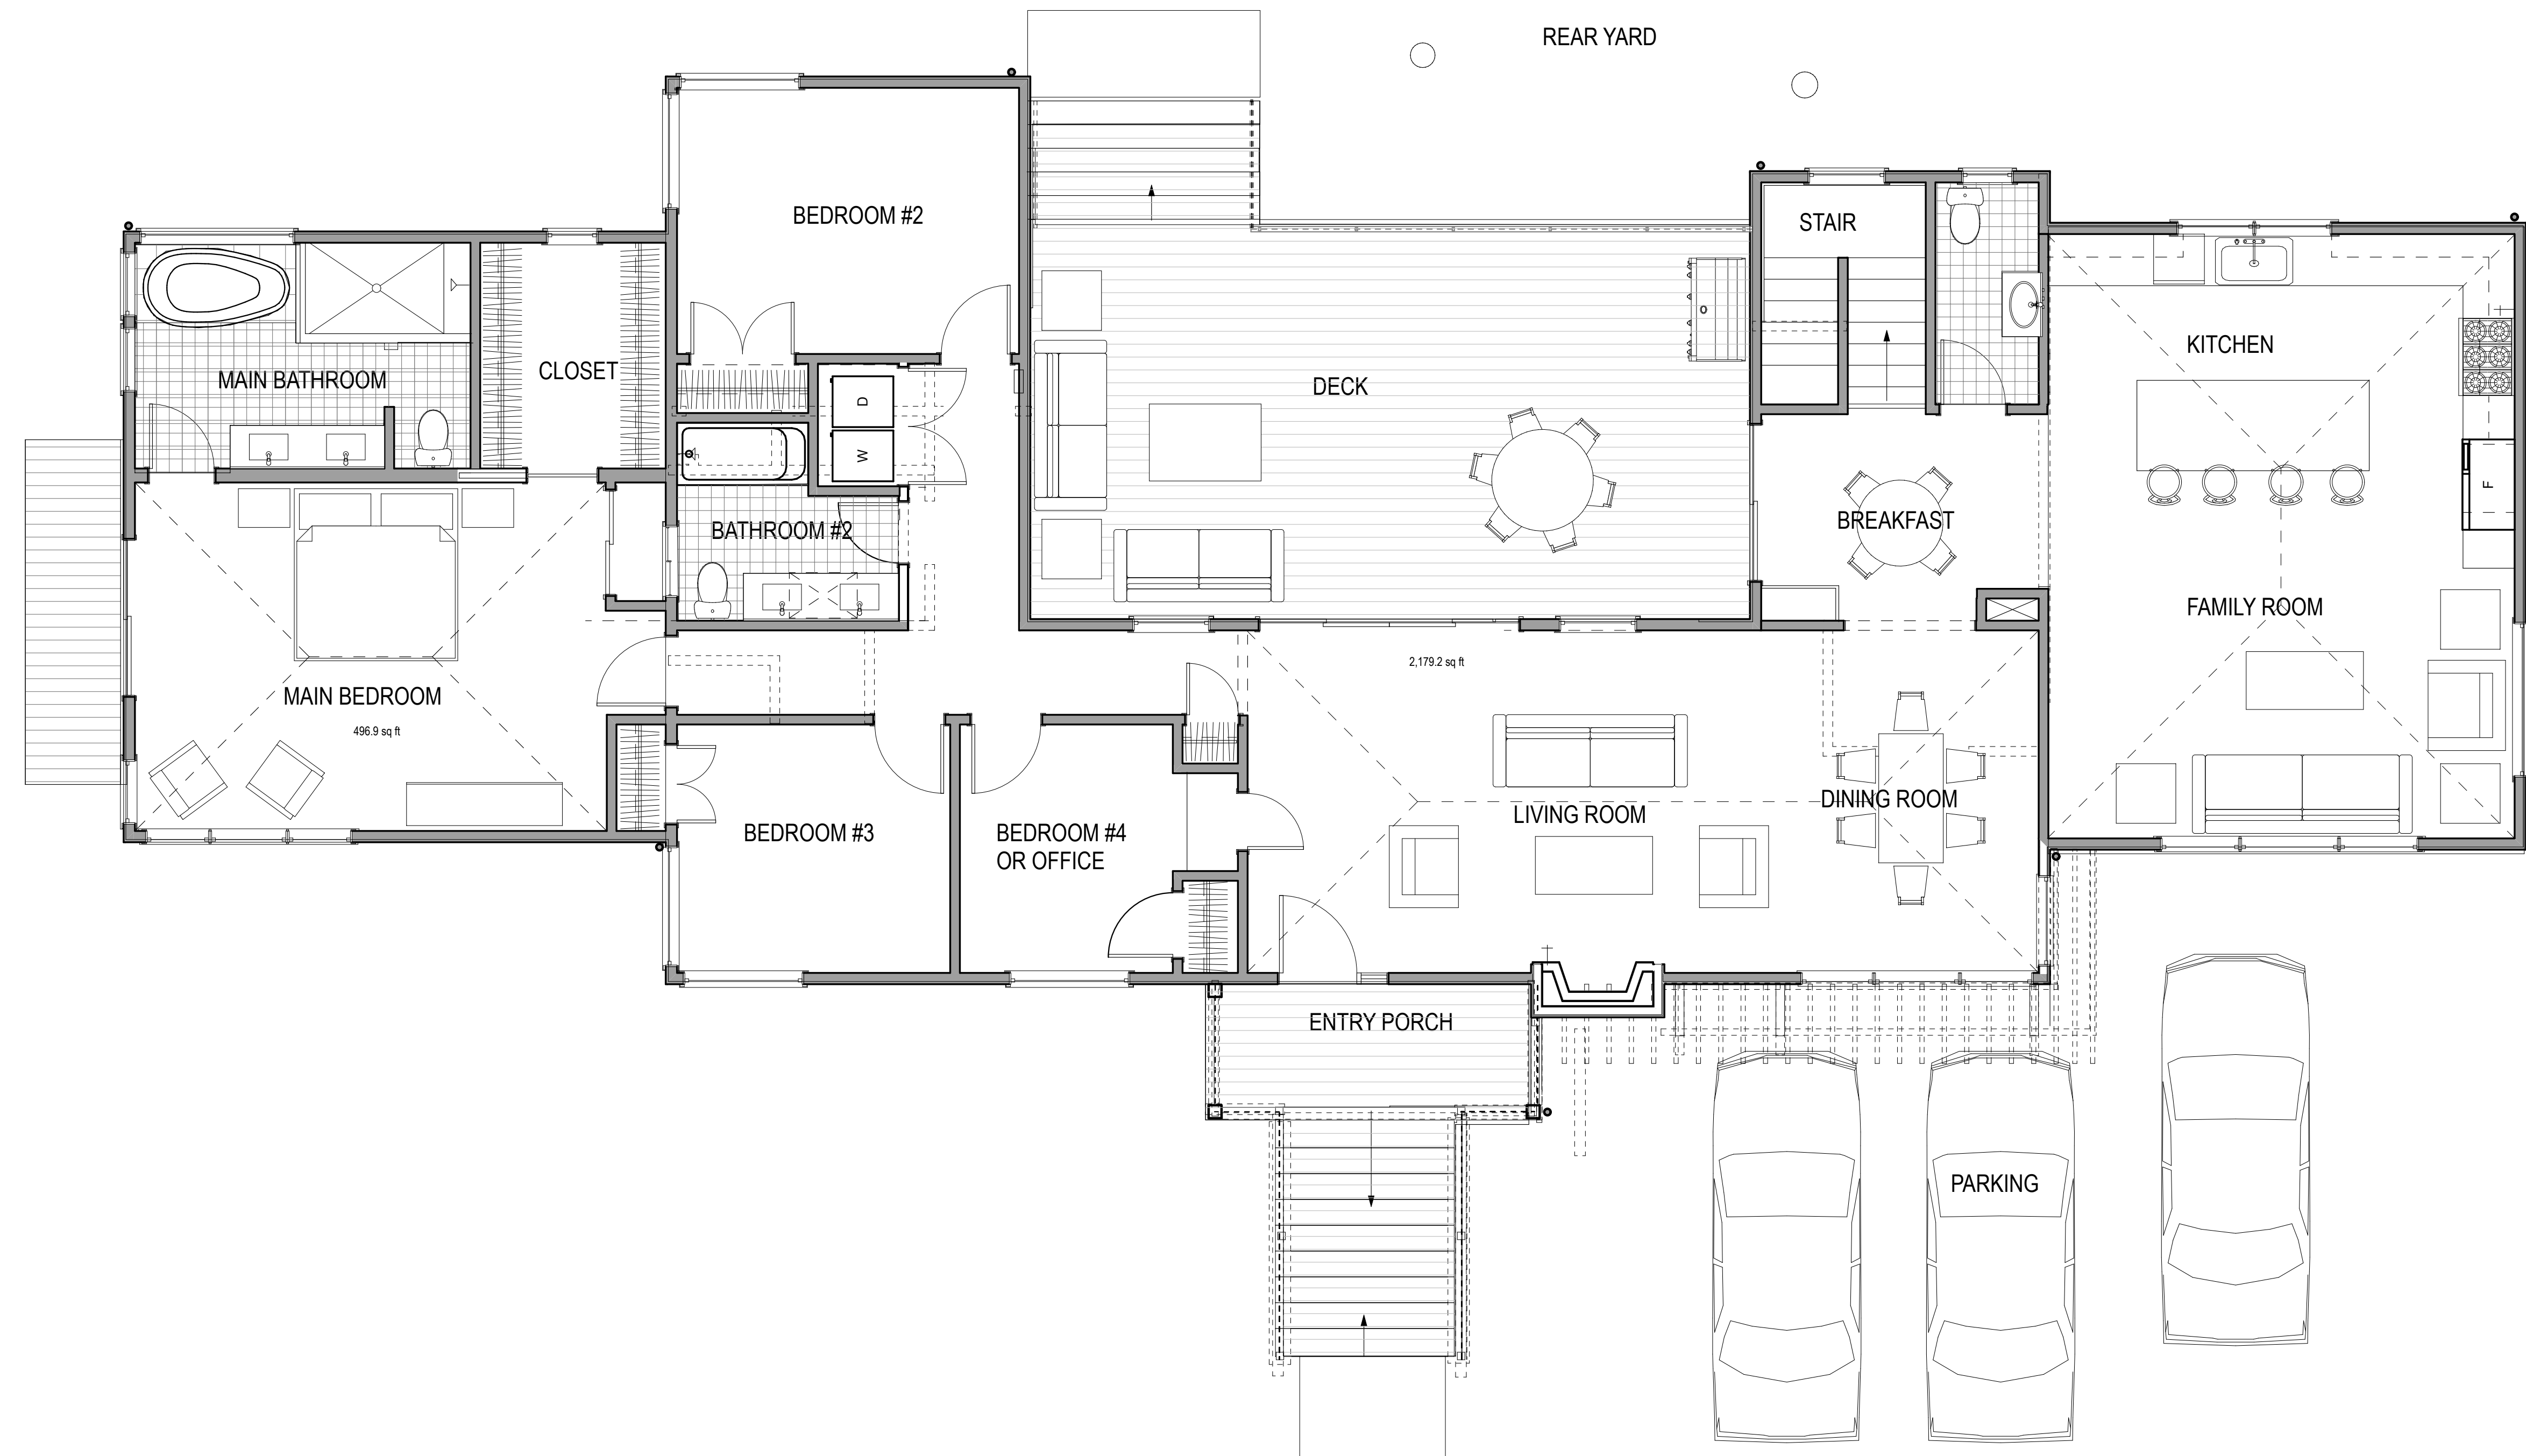 REAR YARD
BEDROOM #2
STAIR
KITCHEN
MAIN BATHROOM
CLOSET
DECK
D
W
F
BREAKFAST
BATHROOM #2
FAMILY ROOM
2,179.2 sq ft
MAIN BEDROOM
496.9 sq ft
DINING ROOM
LIVING ROOM
BEDROOM #3
BEDROOM #4
OR OFFICE
ENTRY PORCH
PARKING